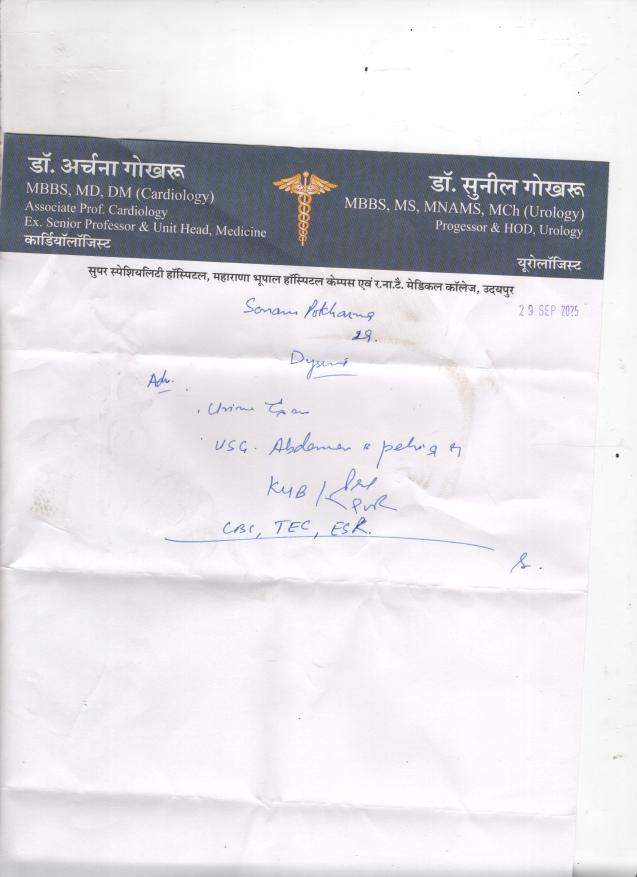 डॉ. अर्चना गोखरू
MBBS, MD, DM (Cardiology)
Associate Prof. Cardiology
Ex. Senior Professor & Unit Head, Medicine
कार्डियॉलॉजिस्ट
डॉ. सुनील गोखरू
MBBS, MS, MNAMS, MCh (Urology)
Progessor & HOD, Urology
यूरोलॉजिस्ट
सुपर स्पेशियलिटी हॉस्पिटल, महाराणा भूपाल हॉस्पिटल केम्पस एवं र.ना.टै. मेडिकल कॉलेज, उदयपुर
29 SEP 2025
Sonam Pokharna
29.
Adv.
Urine
USG. Abdomen & pelvis
KUB / Pre
PVR
CBC, TEC, ESR.